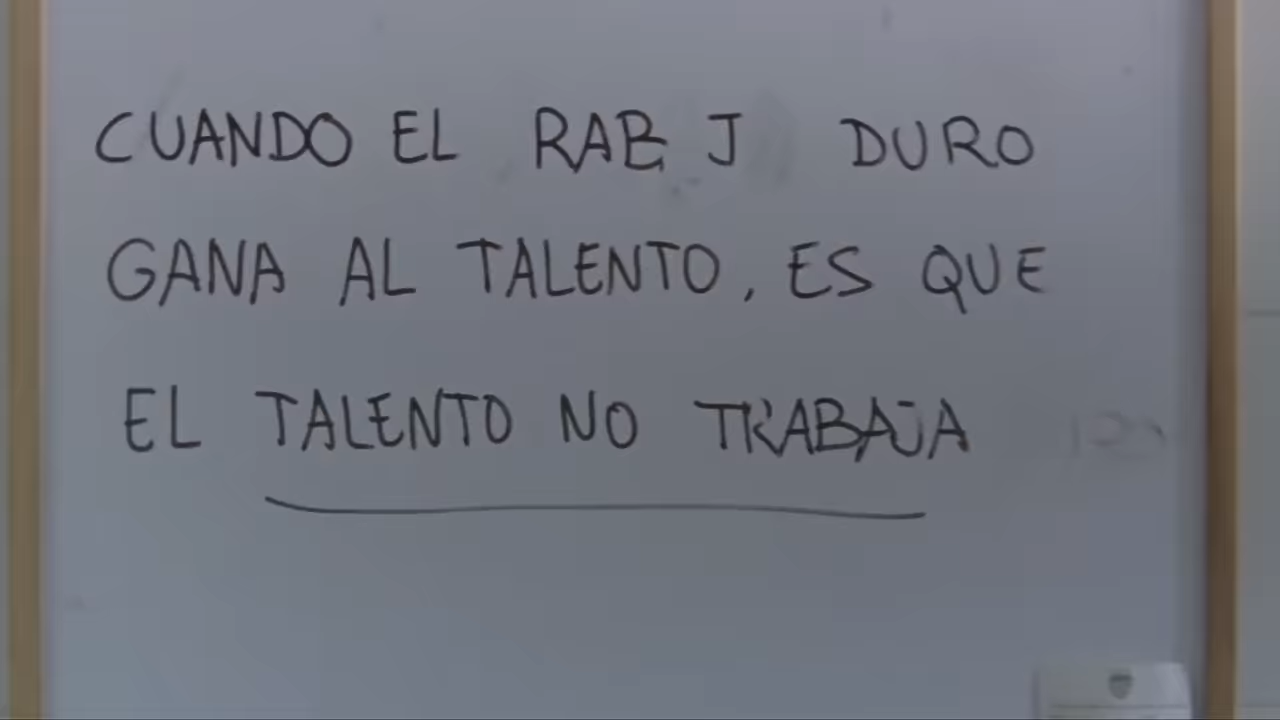 CUANDO EL RAB J DURO
GANA AL TALENTO, ES QUE
EL TALENTO NO TRABAJA